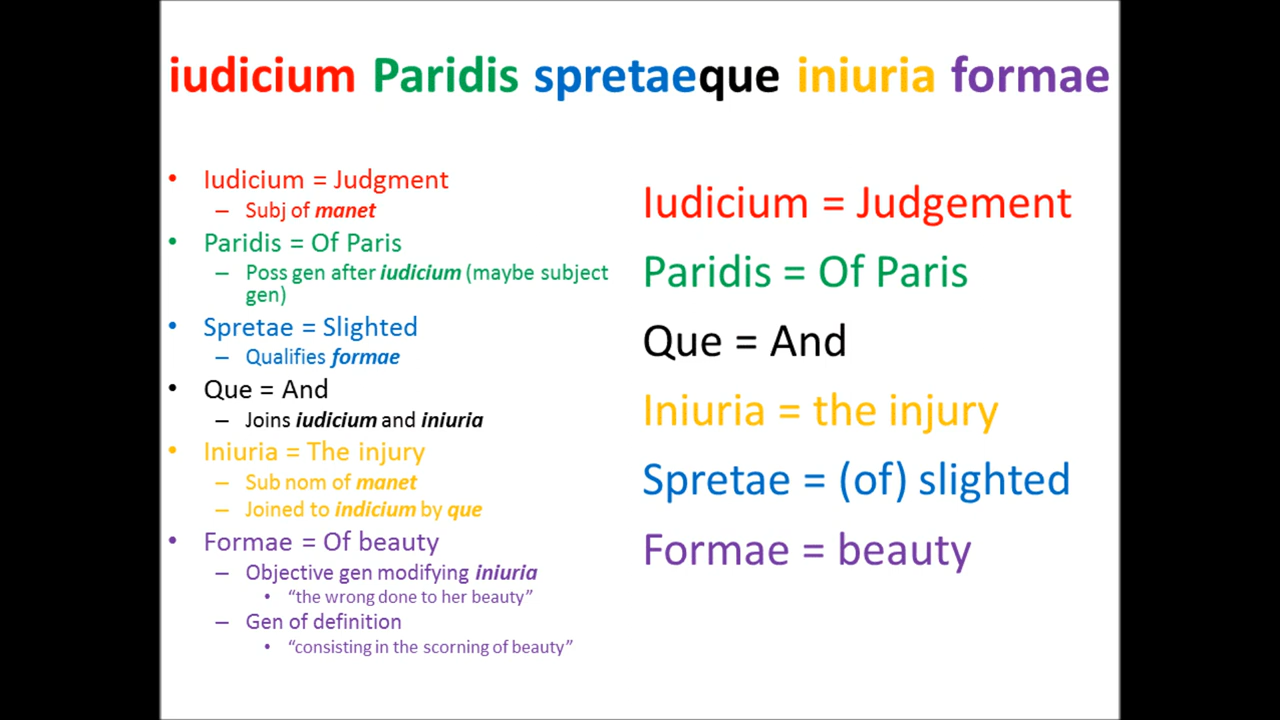 iudicium Paridis spretaeque iniuria formae
• Iudicium = Judgment
– Subj of manet
• Paridis = Of Paris
– Poss gen after iudicium (maybe subject
gen)
• Spretae = Slighted
– Qualifies formae
• Que = And
– Joins iudicium and iniuria
• Iniuria = The injury
– Sub nom of manet
– Joined to indicium by que
• Formae = Of beauty
– Objective gen modifying iniuria
• “the wrong done to her beauty”
– Gen of definition
• “consisting in the scorning of beauty”
Iudicium = Judgement
Paridis = Of Paris
Que = And
Iniuria = the injury
Spretae = (of) slighted
Formae = beauty